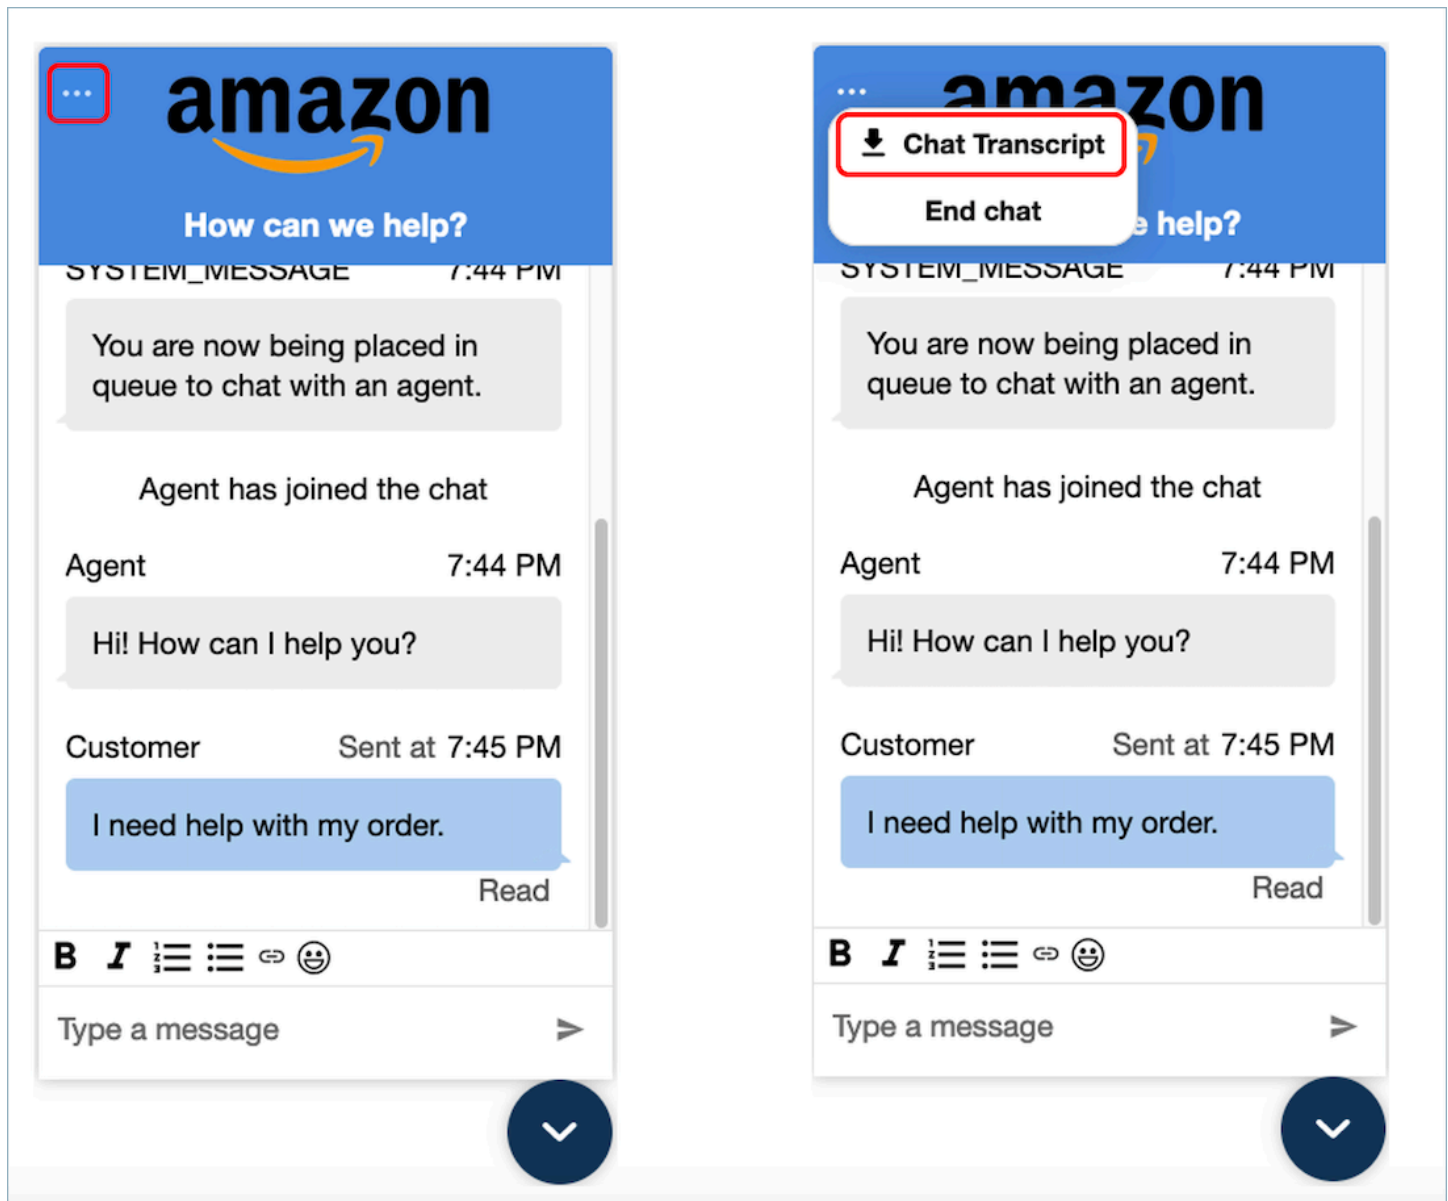 ...
amazon
How can we help?
SYSTEM_MESSAGE 7:44 PM
You are now being placed in
queue to chat with an agent.
Agent has joined the chat
Agent 7:44 PM
Hi! How can I help you?
Customer Sent at 7:45 PM
I need help with my order.
Read
B I
Type a message
...
amazon
Chat Transcript
End chat
e help?
SYSTEM_MESSAGE 7:44 PM
You are now being placed in
queue to chat with an agent.
Agent has joined the chat
Agent 7:44 PM
Hi! How can I help you?
Customer Sent at 7:45 PM
I need help with my order.
Read
B I
Type a message